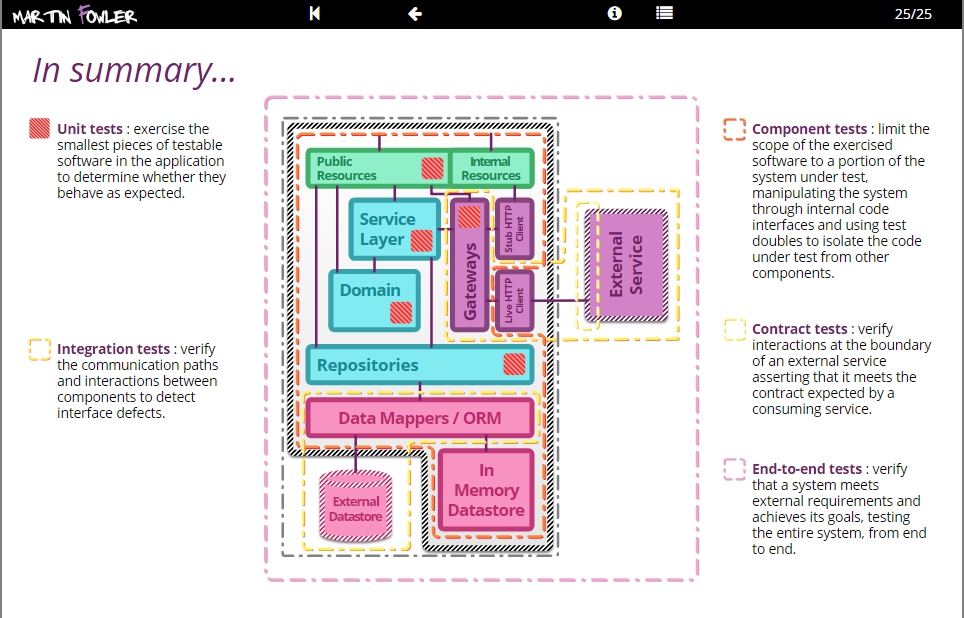 MARTIN FOWLER
25/25
In summary...
Unit tests : exercise the
smallest pieces of testable
software in the application
to determine whether they
behave as expected.
Integration tests : verify
the communication paths
and interactions between
components to detect
interface defects.
Public
Resources
Internal
Resources
Service
Layer
Gateways
Stub HTTP
Client
Domain
Live HTTP
Client
External
Service
Repositories
Data Mappers / ORM
External
Datastore
In
Memory
Datastore
Component tests : limit the
scope of the exercised
software to a portion of the
system under test,
manipulating the system
through internal code
interfaces and using test
doubles to isolate the code
under test from other
components.
Contract tests : verify
interactions at the boundary
of an external service
asserting that it meets the
contract expected by a
consuming service.
End-to-end tests : verify
that a system meets
external requirements and
achieves its goals, testing
the entire system, from end
to end.